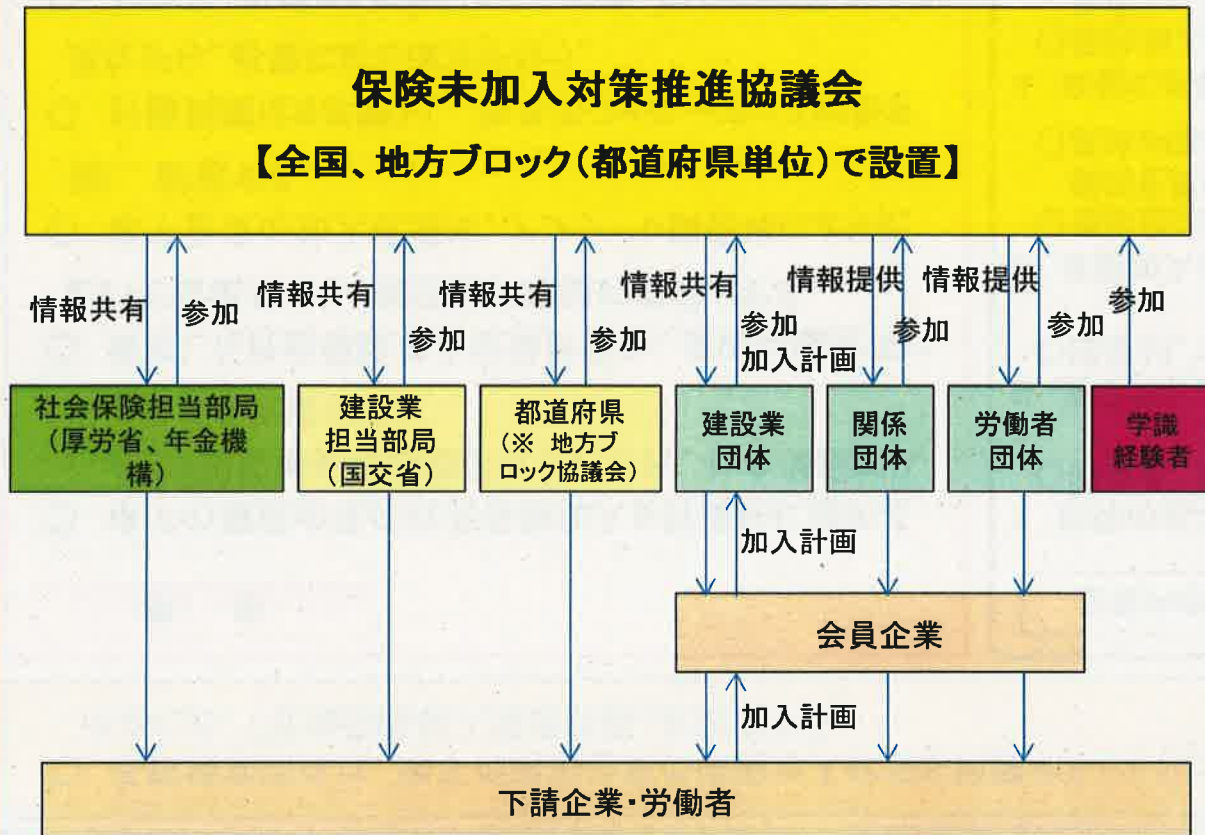 保険未加入対策推進協議会
【全国、地方ブロック(都道府県単位)で設置】
情報共有
参加
情報共有
参加
情報共有
参加
情報共有
参加
加入計画
情報提供
参加
情報提供
参加
参加
社会保険担当部局
(厚労省、年金機
構)
建設業
担当部局
(国交省)
都道府県
(※ 地方ブ
ロック協議会)
建設業
団体
関係
団体
労働者
団体
学識
経験者
加入計画
会員企業
加入計画
下請企業・労働者